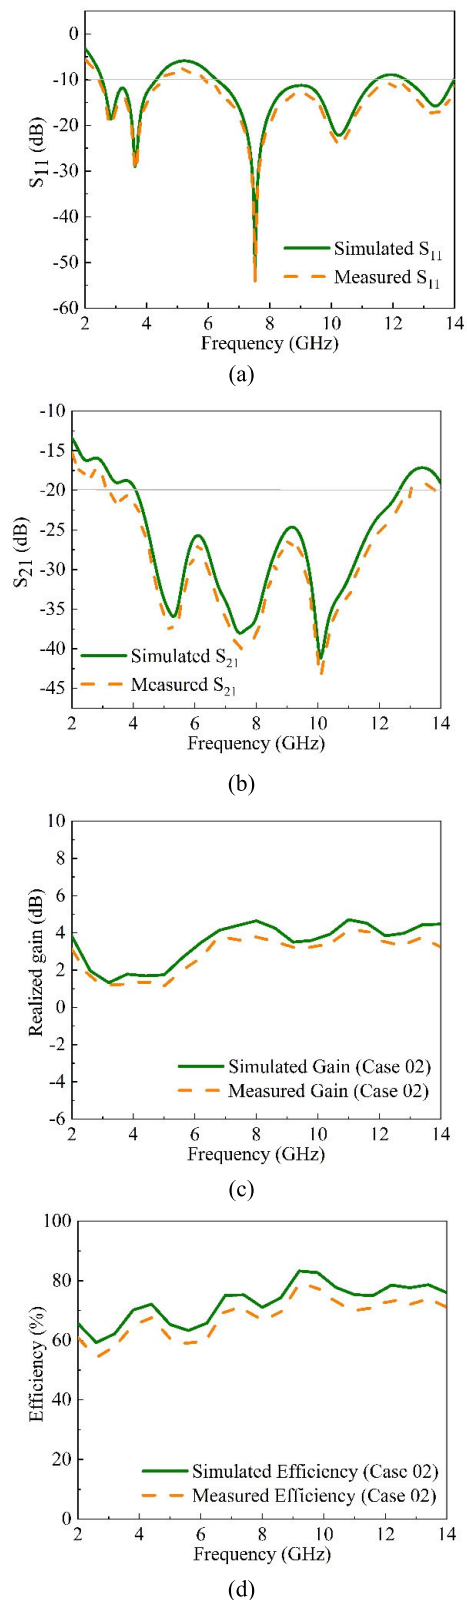 0
-10
-20
-30
-40
-50
-60
S11 (dB)
Simulated S11
Measured S11
2 4 6 8 10 12 14
Frequency (GHz)
(a)
-10
-15
-20
-25
-30
-35
-40
-45
S21 (dB)
Simulated S21
Measured S21
2 4 6 8 10 12 14
Frequency (GHz)
(b)
10
8
6
4
2
0
-2
-4
-6
Realized gain (dB)
Simulated Gain (Case 02)
Measured Gain (Case 02)
2 4 6 8 10 12 14
Frequency (GHz)
(c)
100
80
60
40
20
0
Efficiency (%)
Simulated Efficiency (Case 02)
Measured Efficiency (Case 02)
2 4 6 8 10 12 14
Frequency (GHz)
(d)